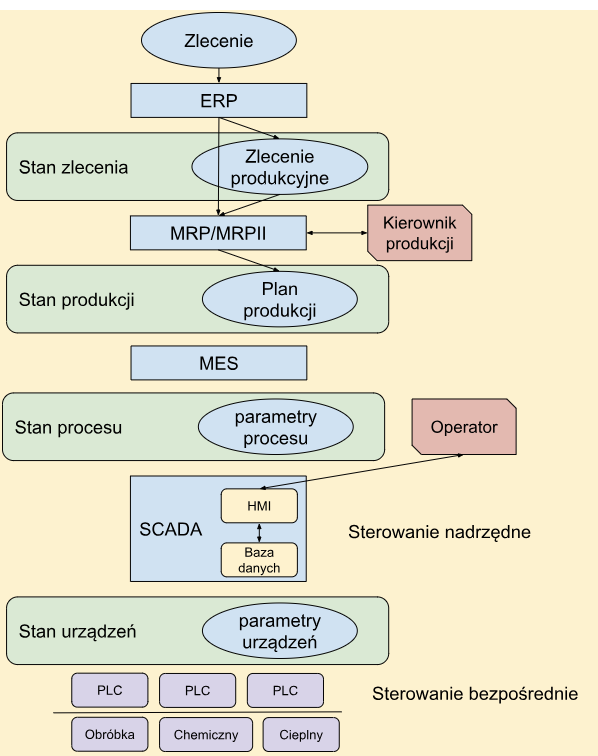 Zlecenie
ERP
Stan zlecenia
Zlecenie
produkcyjne
MRP/MRPII
Kierownik
produkcji
Stan produkcji
Plan
produkcji
MES
Stan procesu
parametry
procesu
Operator
SCADA
HMI
Baza
danych
Sterowanie nadrzędne
Stan urządzeń
parametry
urządzeń
PLC
PLC
PLC
Sterowanie bezpośrednie
Obróbka
Chemiczny
Cieplny